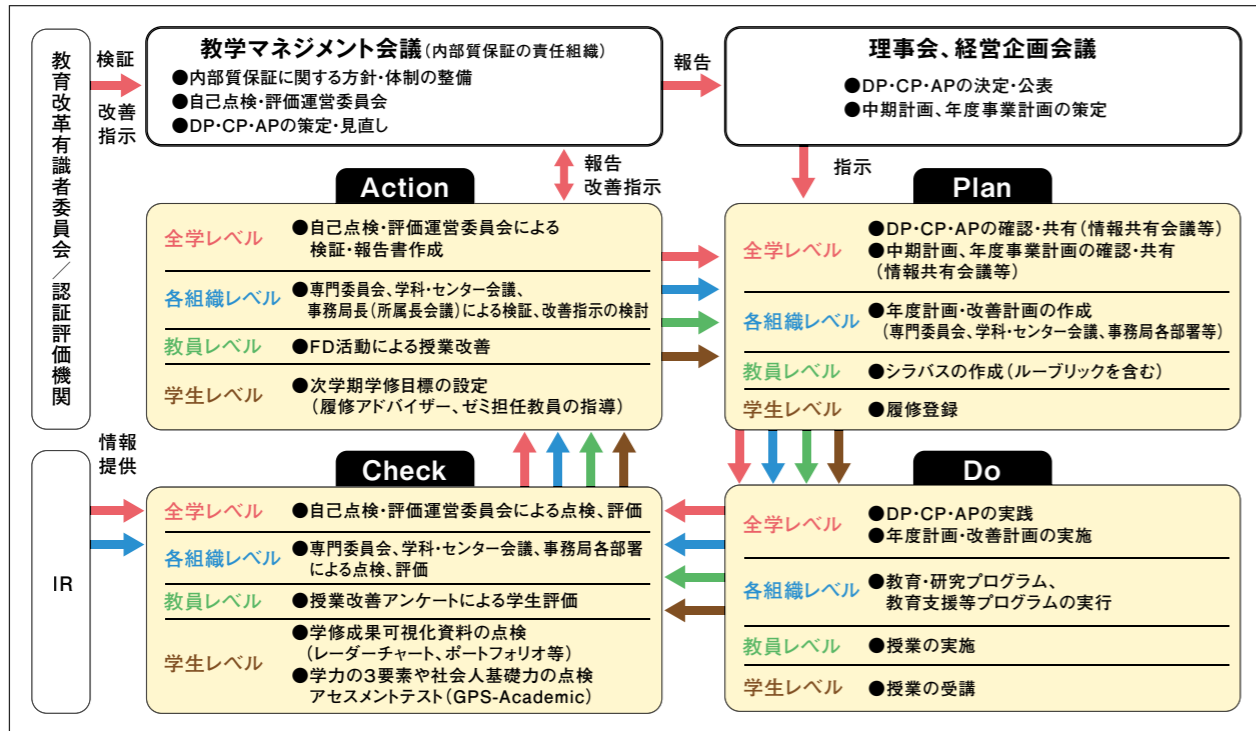 教育改革有識者委員会／認証評価機関
検証
改善
指示
教学マネジメント会議(内部質保証の責任組織)
●内部質保証に関する方針・体制の整備
●自己点検・評価運営委員会
●DP・CP・APの策定・見直し
報告
理事会、経営企画会議
●DP・CP・APの決定・公表
●中期計画、年度事業計画の策定
報告
改善指示
指示
Action
全学レベル
●自己点検・評価運営委員会による
検証・報告書作成
各組織レベル
●専門委員会、学科・センター会議、
事務局長(所属長会議)による検証、改善指示の検討
教員レベル
●FD活動による授業改善
学生レベル
●次学期学修目標の設定
(履修アドバイザー、ゼミ担任教員の指導)
Plan
全学レベル
●DP・CP・APの確認・共有(情報共有会議等)
●中期計画、年度事業計画の確認・共有
(情報共有会議等)
各組織レベル
●年度計画・改善計画の作成
(専門委員会、学科・センター会議、事務局各部署等)
教員レベル
●シラバスの作成(ルーブリックを含む)
学生レベル
●履修登録
IR
情報
提供
Check
全学レベル
●自己点検・評価運営委員会による点検、評価
各組織レベル
●専門委員会、学科・センター会議、事務局各部署
による点検、評価
教員レベル
●授業改善アンケートによる学生評価
学生レベル
●学修成果可視化資料の点検
(レーダーチャート、ポートフォリオ等)
●学力の3要素や社会人基礎力の点検
アセスメントテスト(GPS-Academic)
Do
全学レベル
●DP・CP・APの実践
●年度計画・改善計画の実施
各組織レベル
●教育・研究プログラム、
教育支援等プログラムの実行
教員レベル
●授業の実施
学生レベル
●授業の受講